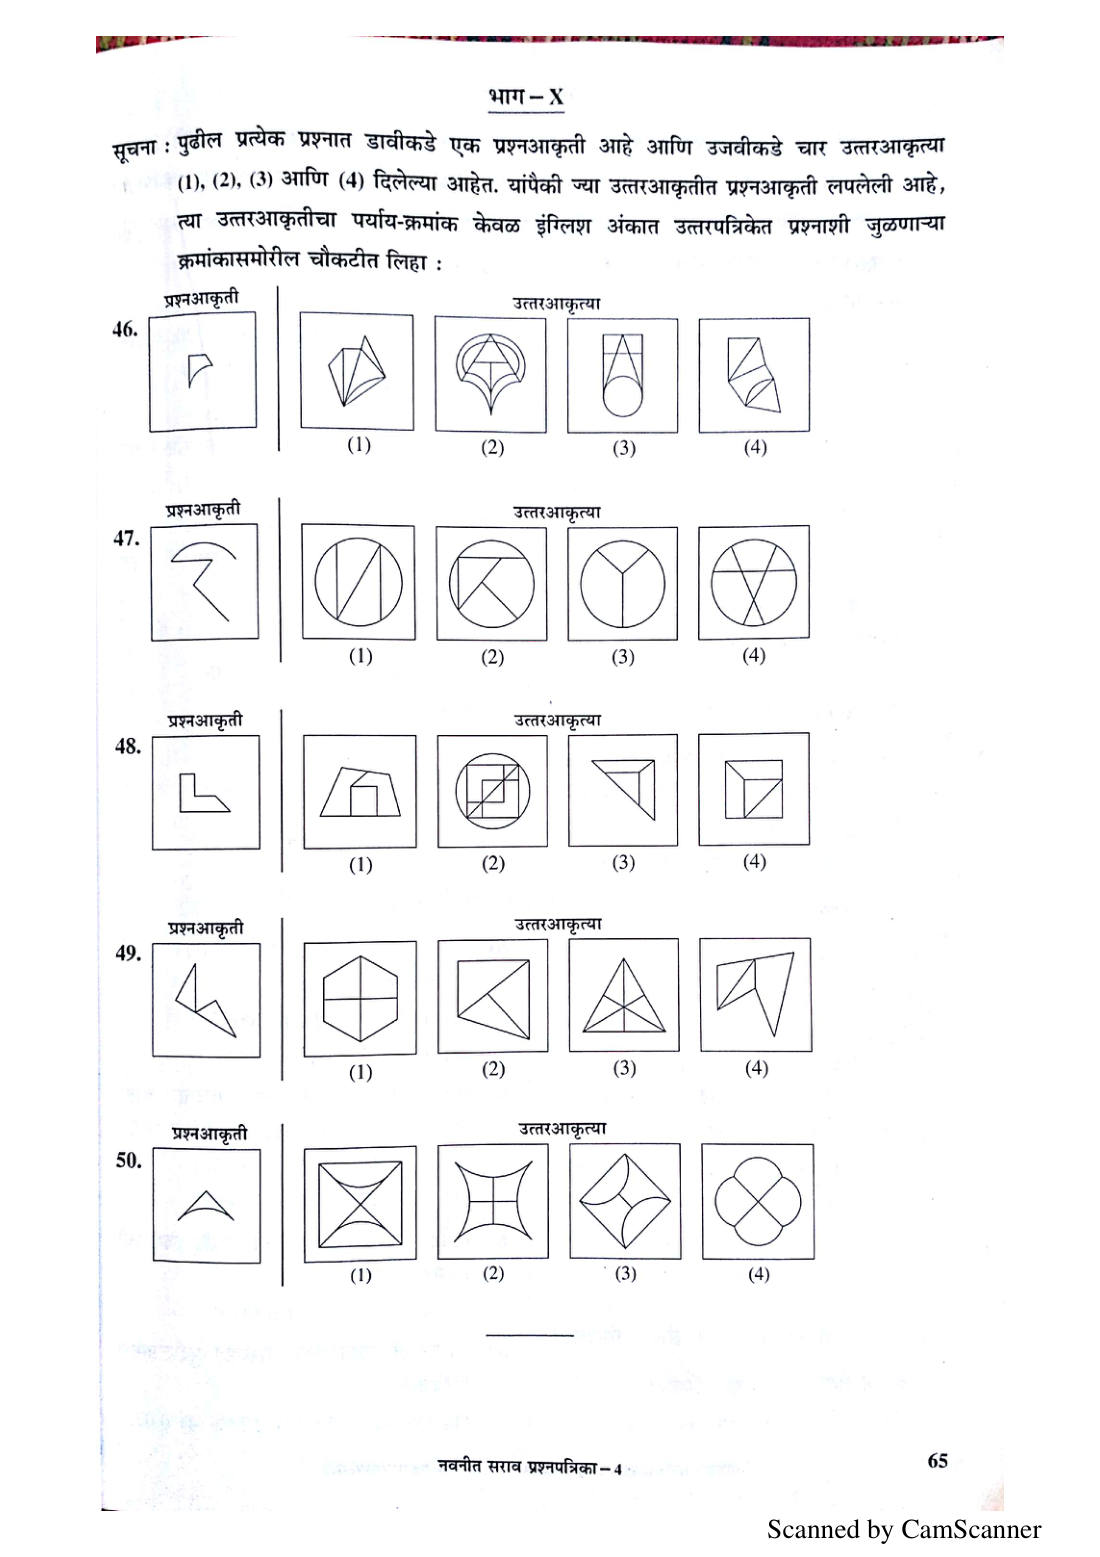 भाग – X
सूचना : पुढील प्रत्येक प्रश्नात डावीकडे एक प्रश्नआकृती आहे आणि उजवीकडे चार उत्तरआकृत्या
(1), (2), (3) आणि (4) दिलेल्या आहेत. यांपैकी ज्या उत्तरआकृतीत प्रश्नआकृती लपलेली आहे,
त्या उत्तरआकृतीचा पर्याय-क्रमांक केवळ इंग्लिश अंकात उत्तरपत्रिकेत प्रश्नाशी जुळणाऱ्या
क्रमांकासमोरील चौकटीत लिहा :
प्रश्नआकृती उत्तरआकृत्या
46.
(1) (2) (3) (4)
प्रश्नआकृती उत्तरआकृत्या
47.
(1) (2) (3) (4)
प्रश्नआकृती उत्तरआकृत्या
48.
(1) (2) (3) (4)
प्रश्नआकृती उत्तरआकृत्या
49.
(1) (2) (3) (4)
प्रश्नआकृती उत्तरआकृत्या
50.
(1) (2) (3) (4)
नवनीत सराव प्रश्नपत्रिका – 4 65
Scanned by CamScanner